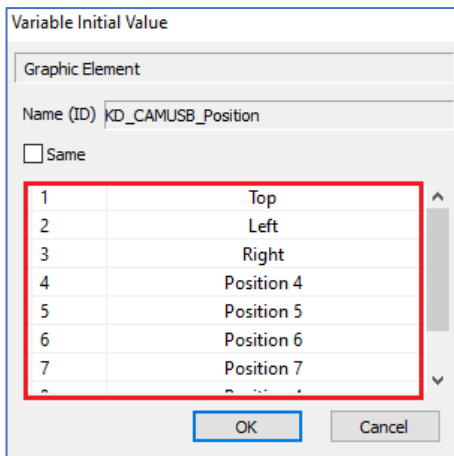 Variable Initial Value
Graphic Element
Name (ID) KD_CAMUSB_Position
Same
1 Top
2 Left
3 Right
4 Position 4
5 Position 5
6 Position 6
7 Position 7
OK Cancel